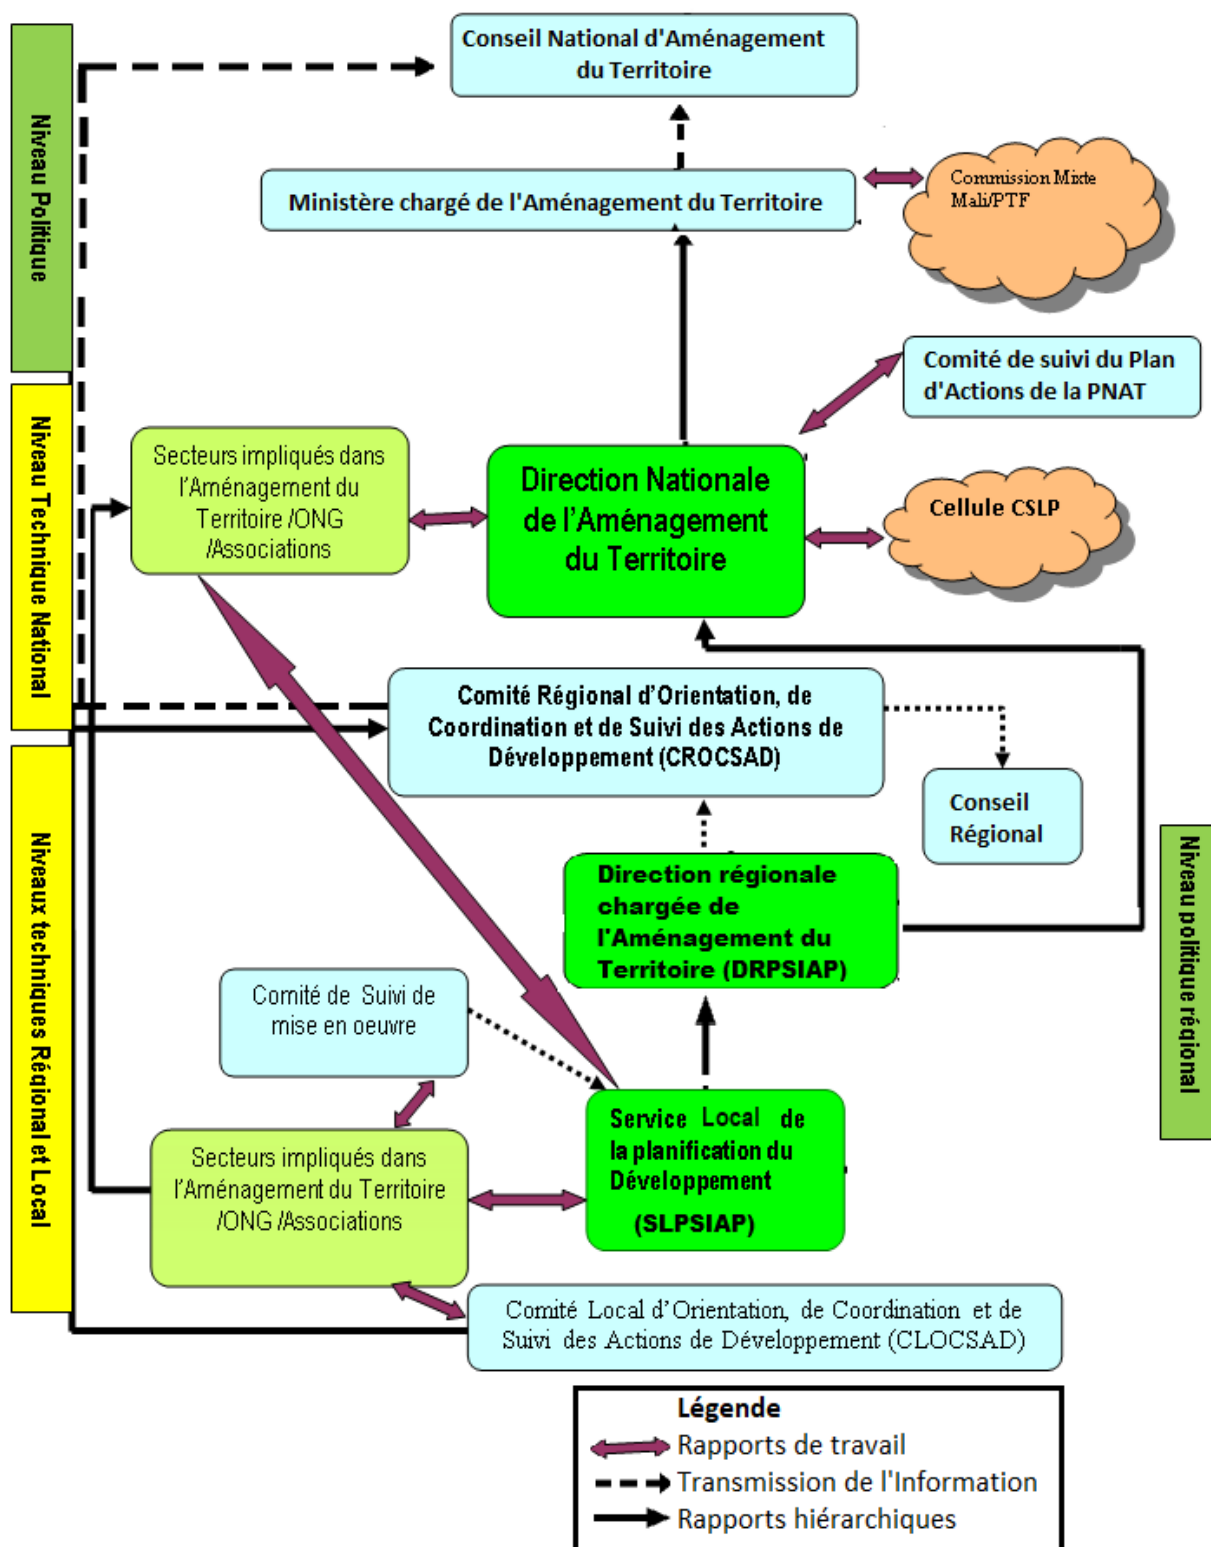 Niveau Politique
Conseil National d'Aménagement
du Territoire
Ministère chargé de l'Aménagement du Territoire
Commission Mixte
Mali/PTF
Comité de suivi du Plan
d'Actions de la PNAT
Niveau Technique National
Secteurs impliqués dans
l'Aménagement du
Territoire /ONG
/Associations
Direction Nationale
de l'Aménagement
du Territoire
Cellule CSLP
Comité Régional d'Orientation, de
Coordination et de Suivi des Actions de
Développement (CROCSAD)
Conseil
Régional
Niveaux techniques Régional et Local
Direction régionale
chargée de
l'Aménagement du
Territoire (DRPSIAP)
Niveau politique régional
Comité de Suivi de
mise en oeuvre
Service Local de
la planification du
Développement
(SLPSIAP)
Secteurs impliqués dans
l'Aménagement du Territoire
/ONG /Associations
Comité Local d'Orientation, de Coordination et de
Suivi des Actions de Développement (CLOCSAD)
Légende
Rapports de travail
Transmission de l'Information
Rapports hiérarchiques